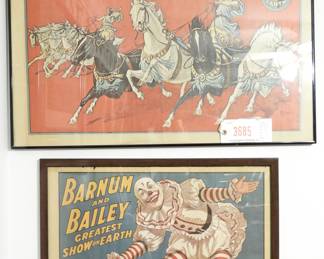 3685
BARNUM
AND
BAILEY
GREATEST
SHOW ON EARTH